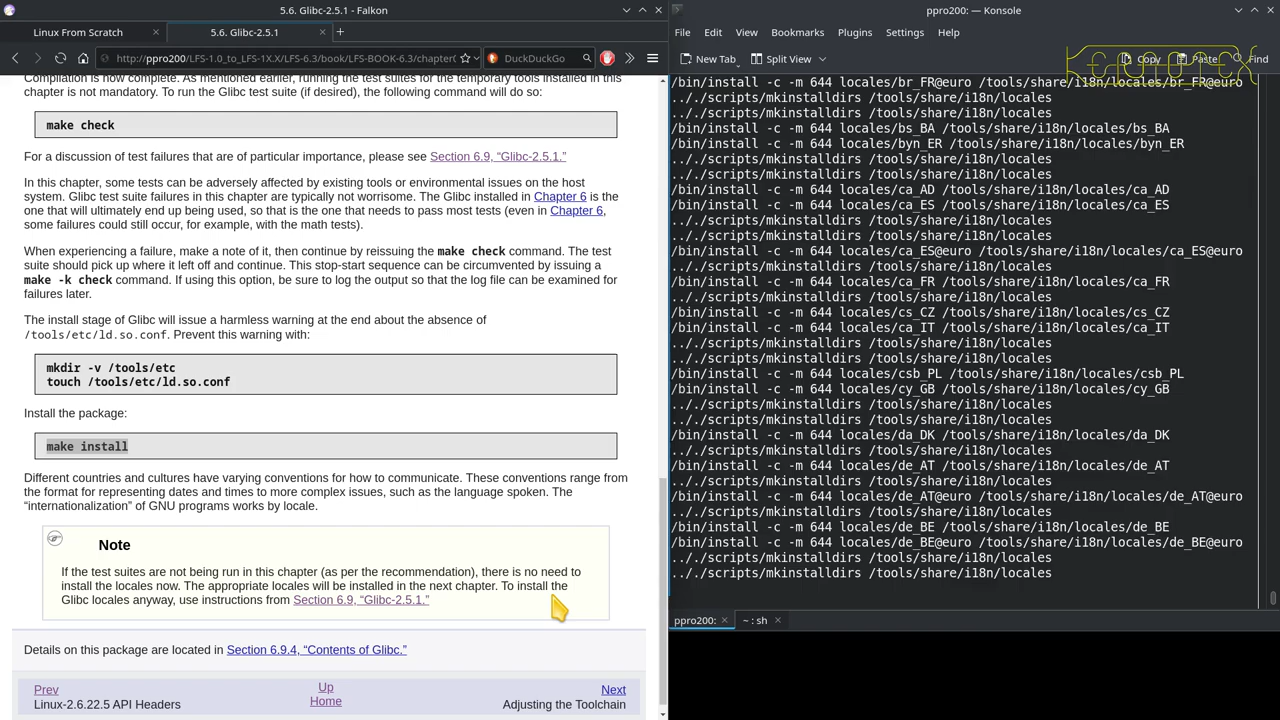 5.6. Glibc-2.5.1 - Falkon
Linux From Scratch
5.6. Glibc-2.5.1
http://ppro200/LFS-1.0_to_LFS-1X.X/LFS-6.3/book/LFS-BOOK-6.3/chapter(
DuckDuckGo
Compilation is now complete. As mentioned earlier, running the test suites for the temporary tools installed in this
chapter is not mandatory. To run the Glibc test suite (if desired), the following command will do so:
make check
For a discussion of test failures that are of particular importance, please see Section 6.9, “Glibc-2.5.1.”
In this chapter, some tests can be adversely affected by existing tools or environmental issues on the host
system. Glibc test suite failures in this chapter are typically not worrisome. The Glibc installed in Chapter 6 is the
one that will ultimately end up being used, so that is the one that needs to pass most tests (even in Chapter 6,
some failures could still occur, for example, with the math tests).
When experiencing a failure, make a note of it, then continue by reissuing the make check command. The test
suite should pick up where it left off and continue. This stop-start sequence can be circumvented by issuing a
make -k check command. If using this option, be sure to log the output so that the log file can be examined for
failures later.
The install stage of Glibc will issue a harmless warning at the end about the absence of
/tools/etc/ld.so.conf. Prevent this warning with:
mkdir -v /tools/etc
touch /tools/etc/ld.so.conf
Install the package:
make install
Different countries and cultures have varying conventions for how to communicate. These conventions range from
the format for representing dates and times to more complex issues, such as the language spoken. The
“internationalization” of GNU programs works by locale.
Note
If the test suites are not being run in this chapter (as per the recommendation), there is no need to
install the locales now. The appropriate locales will be installed in the next chapter. To install the
Glibc locales anyway, use instructions from Section 6.9, “Glibc-2.5.1.”
Details on this package are located in Section 6.9.4, “Contents of Glibc.”
Prev Up Next
Linux-2.6.22.5 API Headers Home Adjusting the Toolchain
ppro200: — Konsole
File Edit View Bookmarks Plugins Settings Help
New Tab Split View Copy Paste Find
/bin/install -c -m 644 locales/br_FR@euro /tools/share/i18n/locales/br_FR@euro
.././scripts/mkinstalldirs /tools/share/i18n/locales
.././scripts/mkinstalldirs /tools/share/i18n/locales
/bin/install -c -m 644 locales/bs_BA /tools/share/i18n/locales/bs_BA
/bin/install -c -m 644 locales/byn_ER /tools/share/i18n/locales/byn_ER
.././scripts/mkinstalldirs /tools/share/i18n/locales
.././scripts/mkinstalldirs /tools/share/i18n/locales
/bin/install -c -m 644 locales/ca_AD /tools/share/i18n/locales/ca_AD
/bin/install -c -m 644 locales/ca_ES /tools/share/i18n/locales/ca_ES
.././scripts/mkinstalldirs /tools/share/i18n/locales
.././scripts/mkinstalldirs /tools/share/i18n/locales
/bin/install -c -m 644 locales/ca_ES@euro /tools/share/i18n/locales/ca_ES@euro
.././scripts/mkinstalldirs /tools/share/i18n/locales
/bin/install -c -m 644 locales/ca_FR /tools/share/i18n/locales/ca_FR
.././scripts/mkinstalldirs /tools/share/i18n/locales
/bin/install -c -m 644 locales/cs_CZ /tools/share/i18n/locales/cs_CZ
/bin/install -c -m 644 locales/ca_IT /tools/share/i18n/locales/ca_IT
.././scripts/mkinstalldirs /tools/share/i18n/locales
.././scripts/mkinstalldirs /tools/share/i18n/locales
/bin/install -c -m 644 locales/csb_PL /tools/share/i18n/locales/csb_PL
/bin/install -c -m 644 locales/cy_GB /tools/share/i18n/locales/cy_GB
.././scripts/mkinstalldirs /tools/share/i18n/locales
.././scripts/mkinstalldirs /tools/share/i18n/locales
/bin/install -c -m 644 locales/da_DK /tools/share/i18n/locales/da_DK
.././scripts/mkinstalldirs /tools/share/i18n/locales
/bin/install -c -m 644 locales/de_AT /tools/share/i18n/locales/de_AT
.././scripts/mkinstalldirs /tools/share/i18n/locales
/bin/install -c -m 644 locales/de_AT@euro /tools/share/i18n/locales/de_AT@euro
.././scripts/mkinstalldirs /tools/share/i18n/locales
/bin/install -c -m 644 locales/de_BE /tools/share/i18n/locales/de_BE
/bin/install -c -m 644 locales/de_BE@euro /tools/share/i18n/locales/de_BE@euro
.././scripts/mkinstalldirs /tools/share/i18n/locales
.././scripts/mkinstalldirs /tools/share/i18n/locales
ppro200: ~ : sh